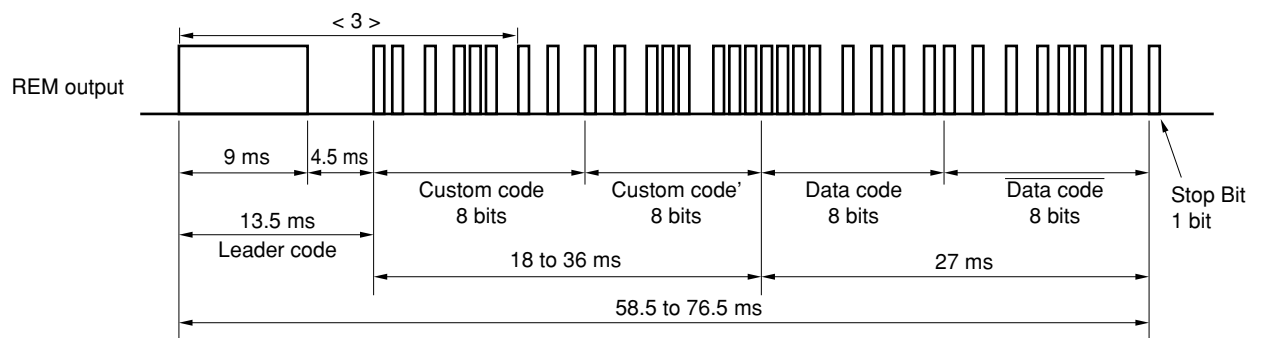 < 3 >
REM output
9 ms
4.5 ms
Custom code
8 bits
Custom code’
8 bits
Data code
8 bits
Data code
8 bits
Stop Bit
1 bit
13.5 ms
Leader code
18 to 36 ms
27 ms
58.5 to 76.5 ms